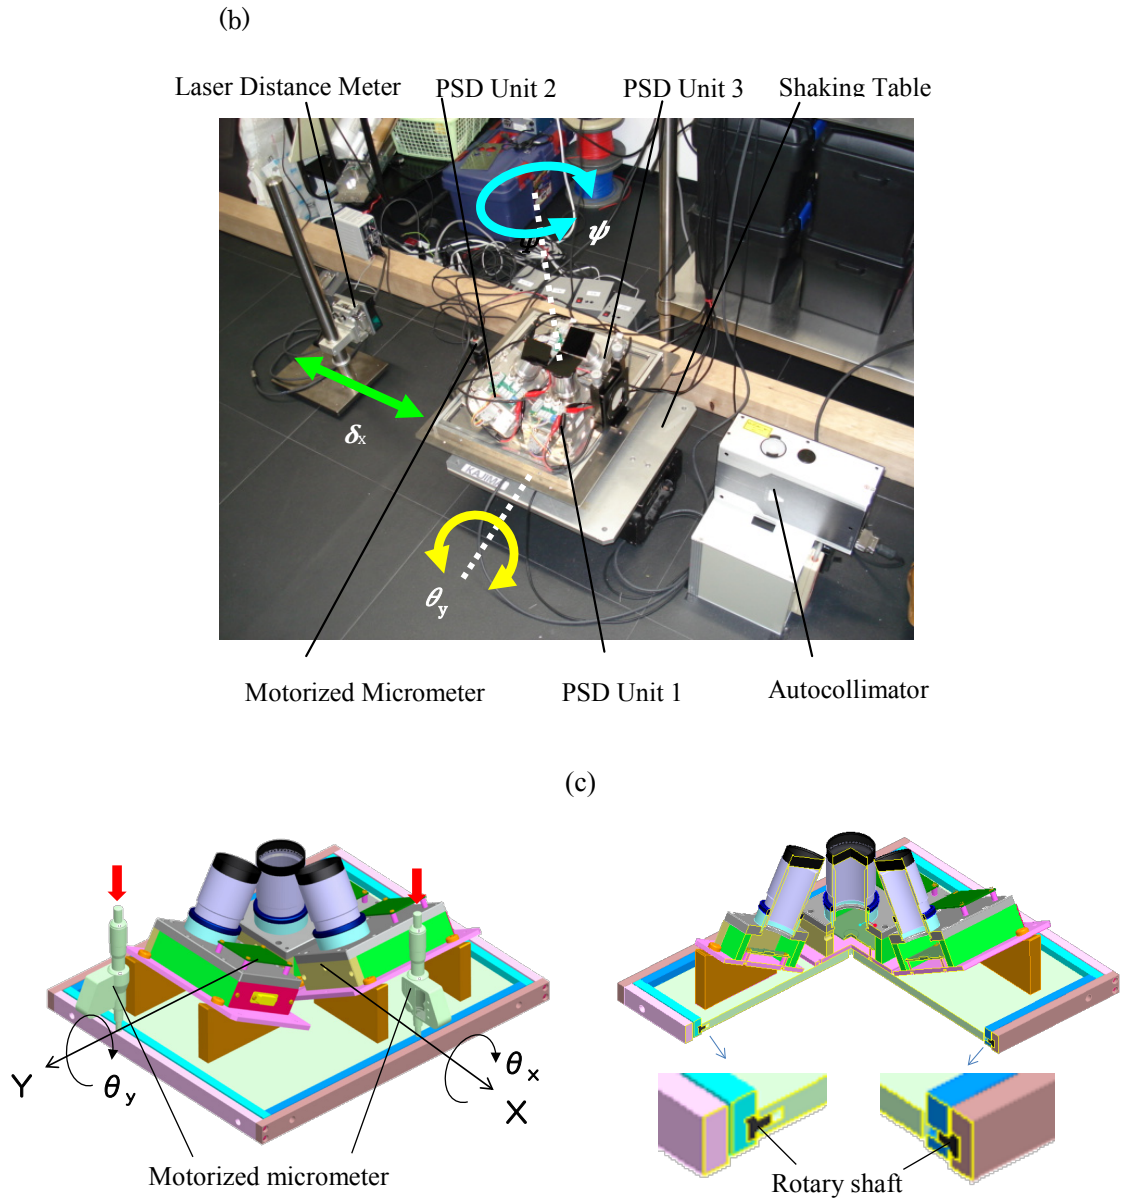 (b)
Laser Distance Meter
PSD Unit 2
PSD Unit 3
Shaking Table
ψ
ψ
δx
KAJIMA
θy
Motorized Micrometer
PSD Unit 1
Autocollimator
(c)
Y
θy
θx
X
Motorized micrometer
Rotary shaft